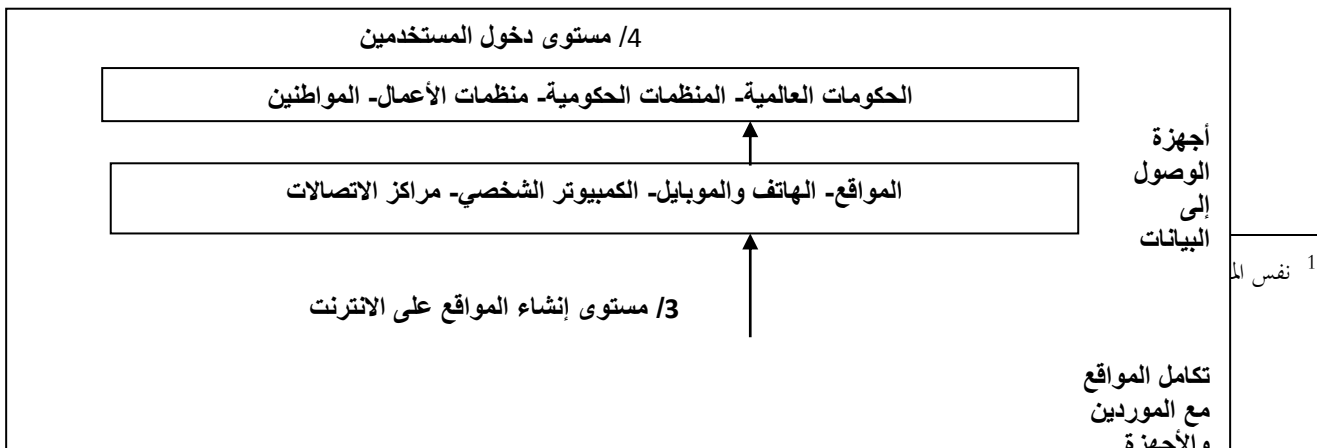 4/ مستوى دخول المستخدمين
الحكومات العالمية- المنظمات الحكومية- منظمات الأعمال- المواطنين
أجهزة
الوصول
إلى
البيانات
المواقع- الهاتف والموبايل- الكمبيوتر الشخصي- مراكز الاتصالات
1 نفس
3/ مستوى إنشاء المواقع على الانترنت
تكامل المواقع
مع الموردين
والأجهزة